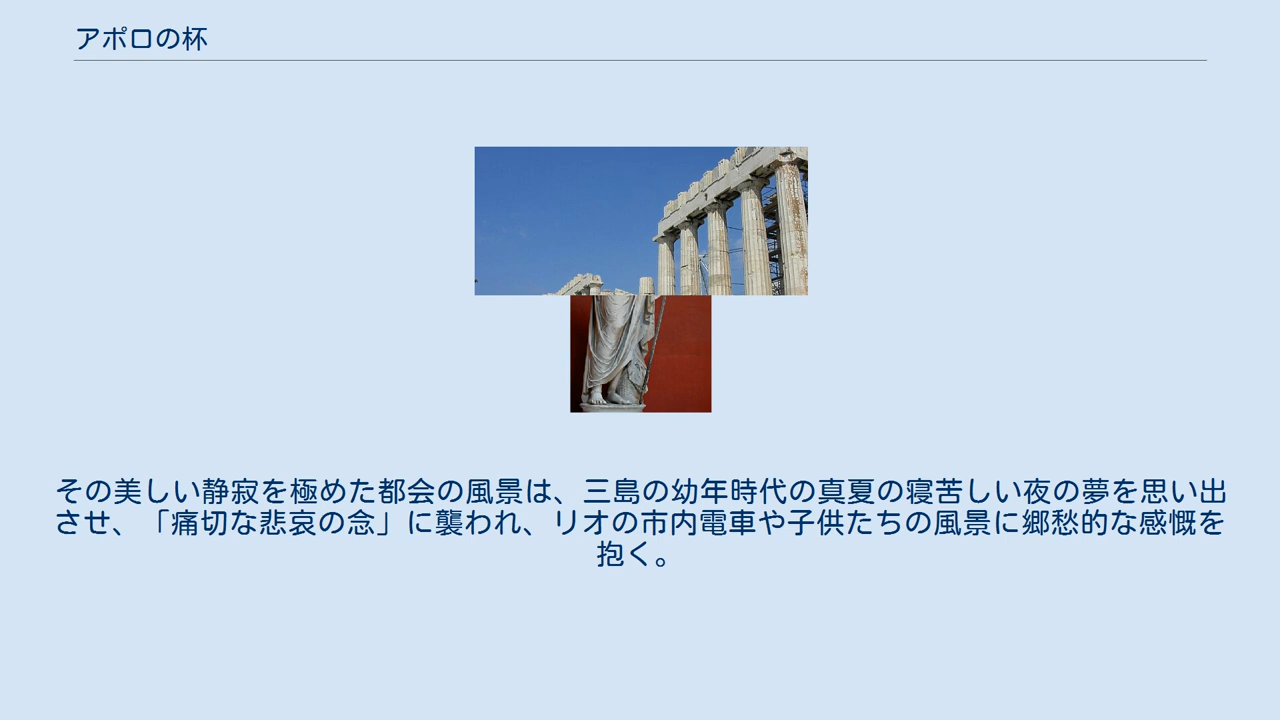 アポロの杯
その美しい静寂を極めた都会の風景は、三島の幼年時代の真夏の寝苦しい夜の夢を思い出
させ、「痛切な悲哀の念」に襲われ、リオの市内電車や子供たちの風景に郷愁的な感慨を
抱く。